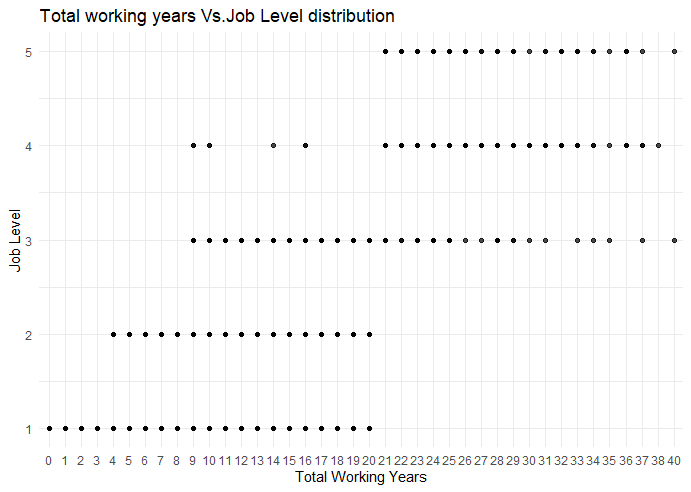 Total working years Vs.Job Level distribution
5
4
3
2
1
Job Level
0 1 2 3 4 5 6 7 8 9 10 11 12 13 14 15 16 17 18 19 20 21 22 23 24 25 26 27 28 29 30 31 32 33 34 35 36 37 38 40
Total Working Years